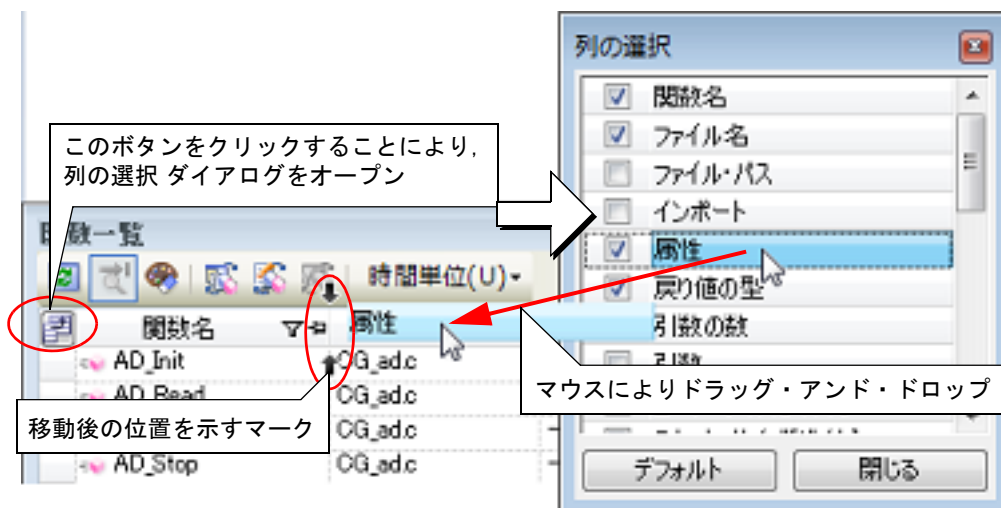 列の選択
関数名
ファイル名
ファイル・パス
インポート
属性
戻り値の型
引数の数
引数
デフォルト
閉じる
このボタンをクリックすることにより,
列の選択 ダイアログをオープン
数一覧
時間単位(U)
関数名
属性
AD_Init
CG_ad.c
AD_Read
CG_ad.c
CG_ad.c
AD_Stop
CG_ad.c
移動後の位置を示すマーク
マウスによりドラッグ・アンド・ドロップ